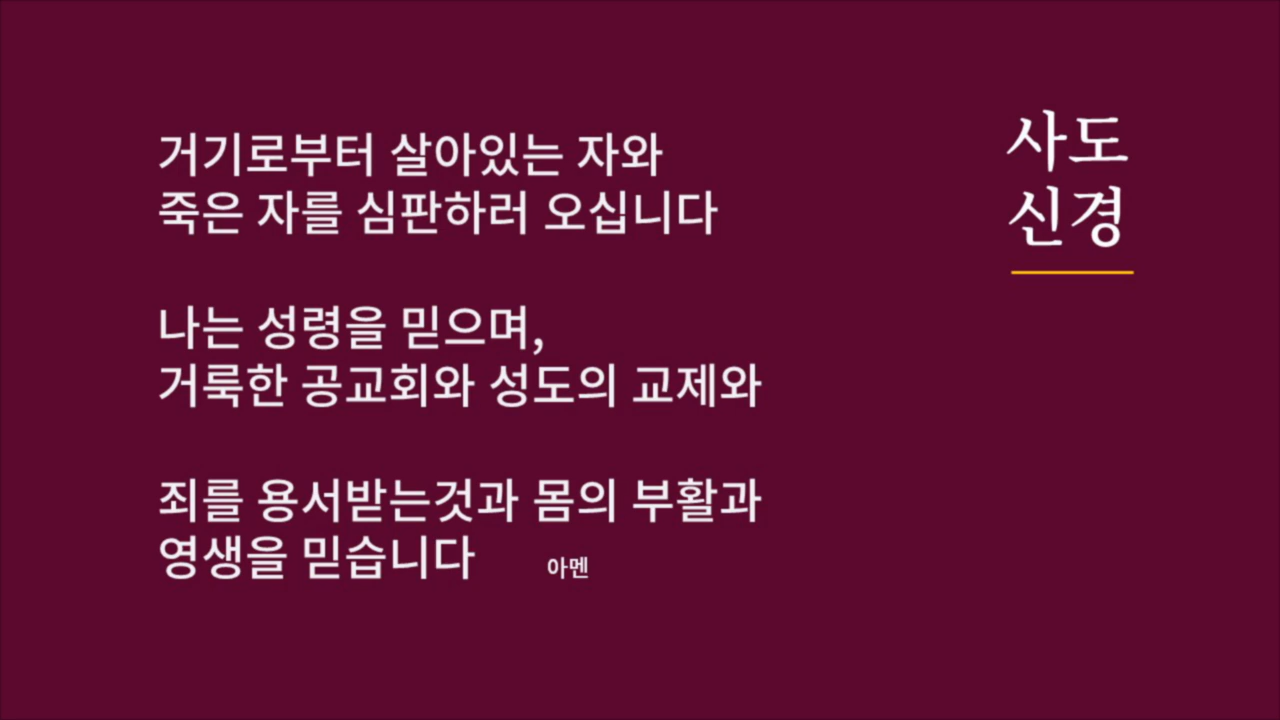 사도
신경
거기로부터 살아있는 자와
죽은 자를 심판하러 오십니다
나는 성령을 믿으며,
거룩한 공교회와 성도의 교제와
죄를 용서받는것과 몸의 부활과
영생을 믿습니다 아멘